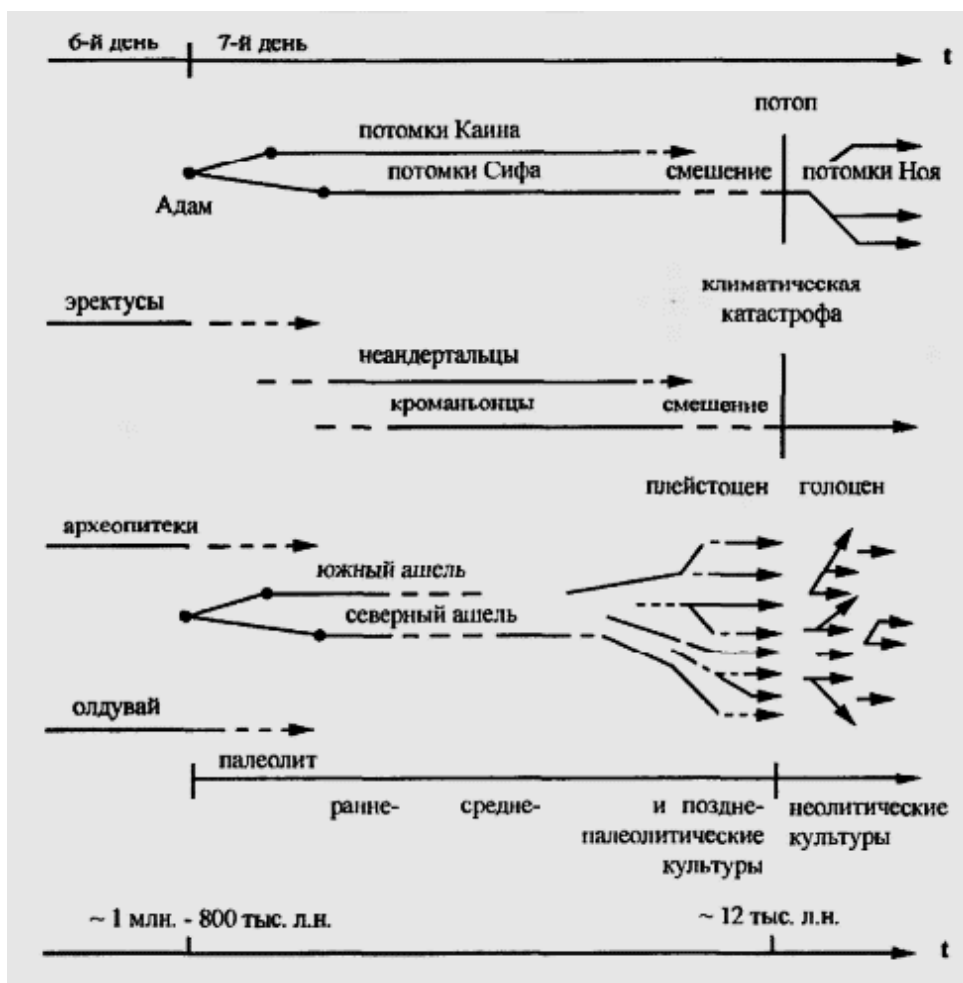 6-й день
7-й день
t
потоп
потомки Каина
потомки Сифа
смешение
потомки Ноя
Адам
климатическая
катастрофа
эректусы
неандертальцы
кроманьонцы
смешение
плейстоцен
голоцен
археопитеки
южный ашель
северный ашель
олдувай
палеолит
ранне-
средне-
и поздне-
палеолитические
культуры
неолитические
культуры
~ 1 млн. - 800 тыс. л.н.
~ 12 тыс. л.н.
t